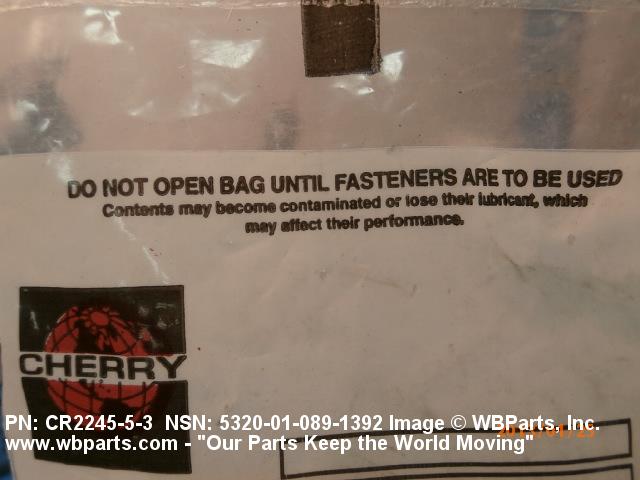 DO NOT OPEN BAG UNTIL FASTENERS ARE TO BE USED
Contents may become contaminated or lose their lubricant, which
may affect their performance.
CHERRY
PN: CR2245-5-3 NSN: 5320-01-089-1392 Image © WBParts, Inc.
www.wbparts.com - "Our Parts Keep the World Moving"